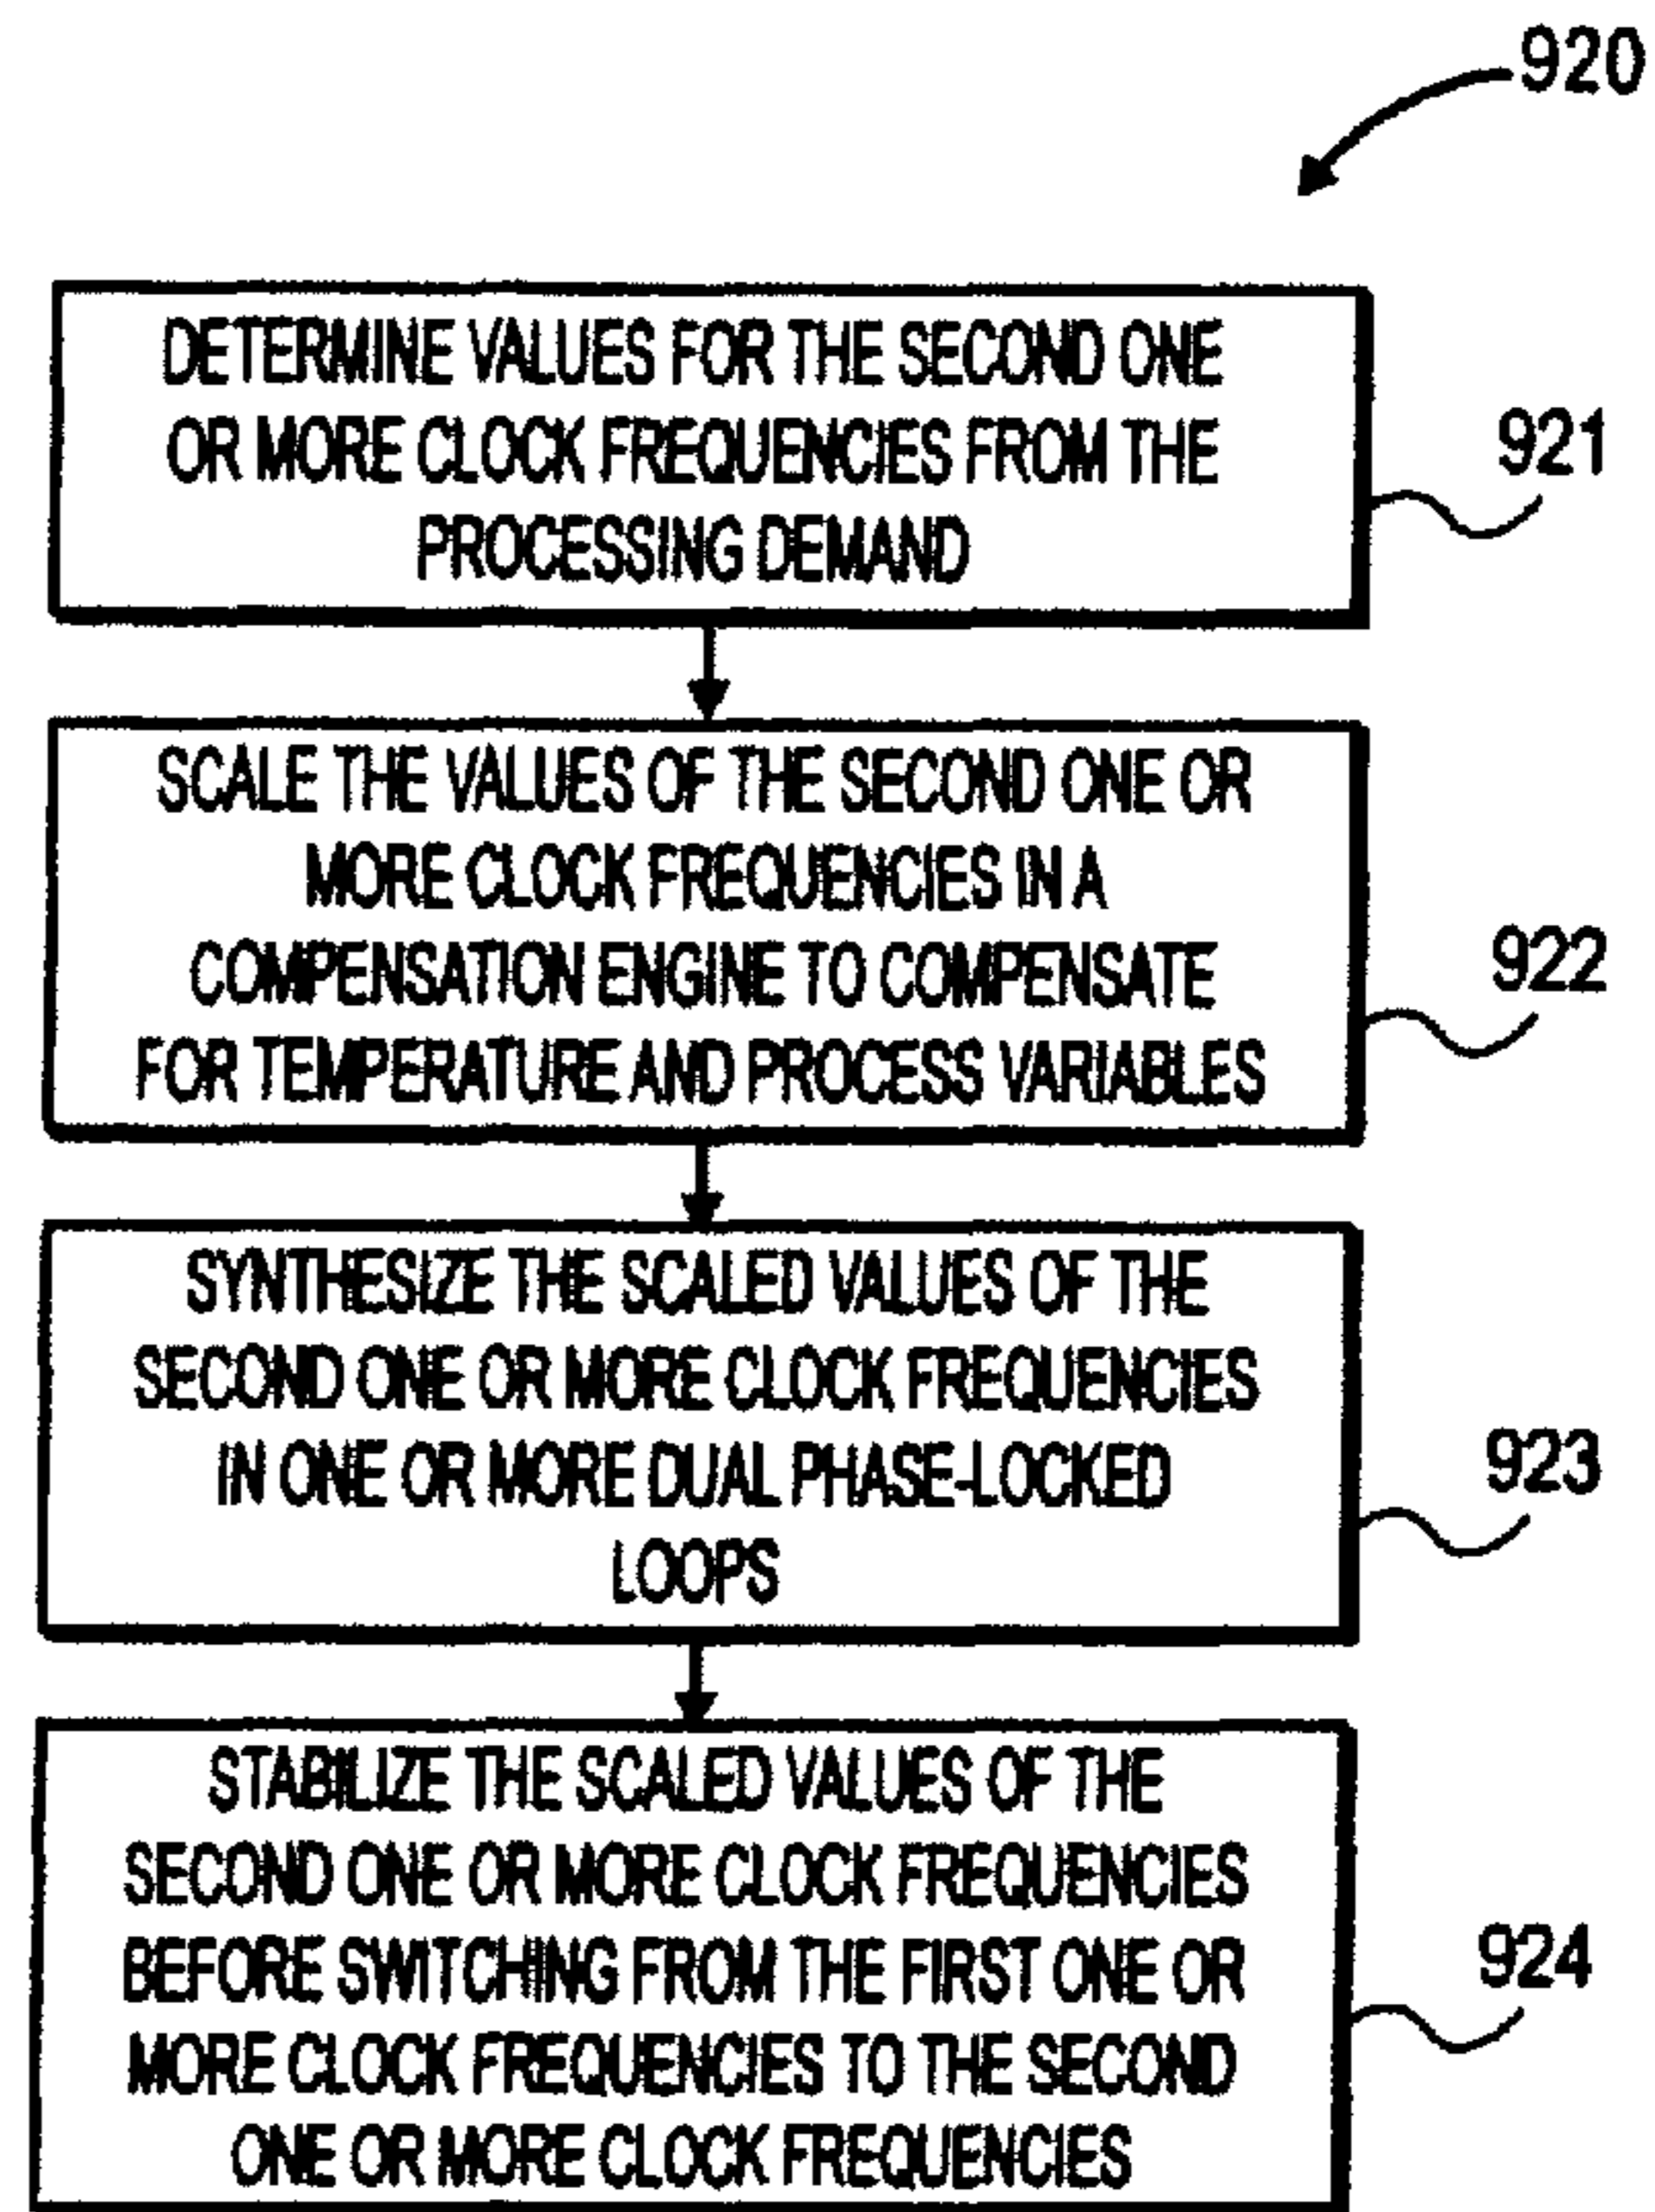 920
DETERMINE VALUES FOR THE SECOND ONE
OR MORE CLOCK FREQUENCIES FROM THE
PROCESSING DEMAND
921
SCALE THE VALUES OF THE SECOND ONE OR
MORE CLOCK FREQUENCIES IN A
COMPENSATION ENGINE TO COMPENSATE
FOR TEMPERATURE AND PROCESS VARIABLES
922
SYNTHESIZE THE SCALED VALUES OF THE
SECOND ONE OR MORE CLOCK FREQUENCIES
IN ONE OR MORE DUAL PHASE-LOCKED
LOOPS
923
STABILIZE THE SCALED VALUES OF THE
SECOND ONE OR MORE CLOCK FREQUENCIES
BEFORE SWITCHING FROM THE FIRST ONE OR
MORE CLOCK FREQUENCIES TO THE SECOND
ONE OR MORE CLOCK FREQUENCIES
924